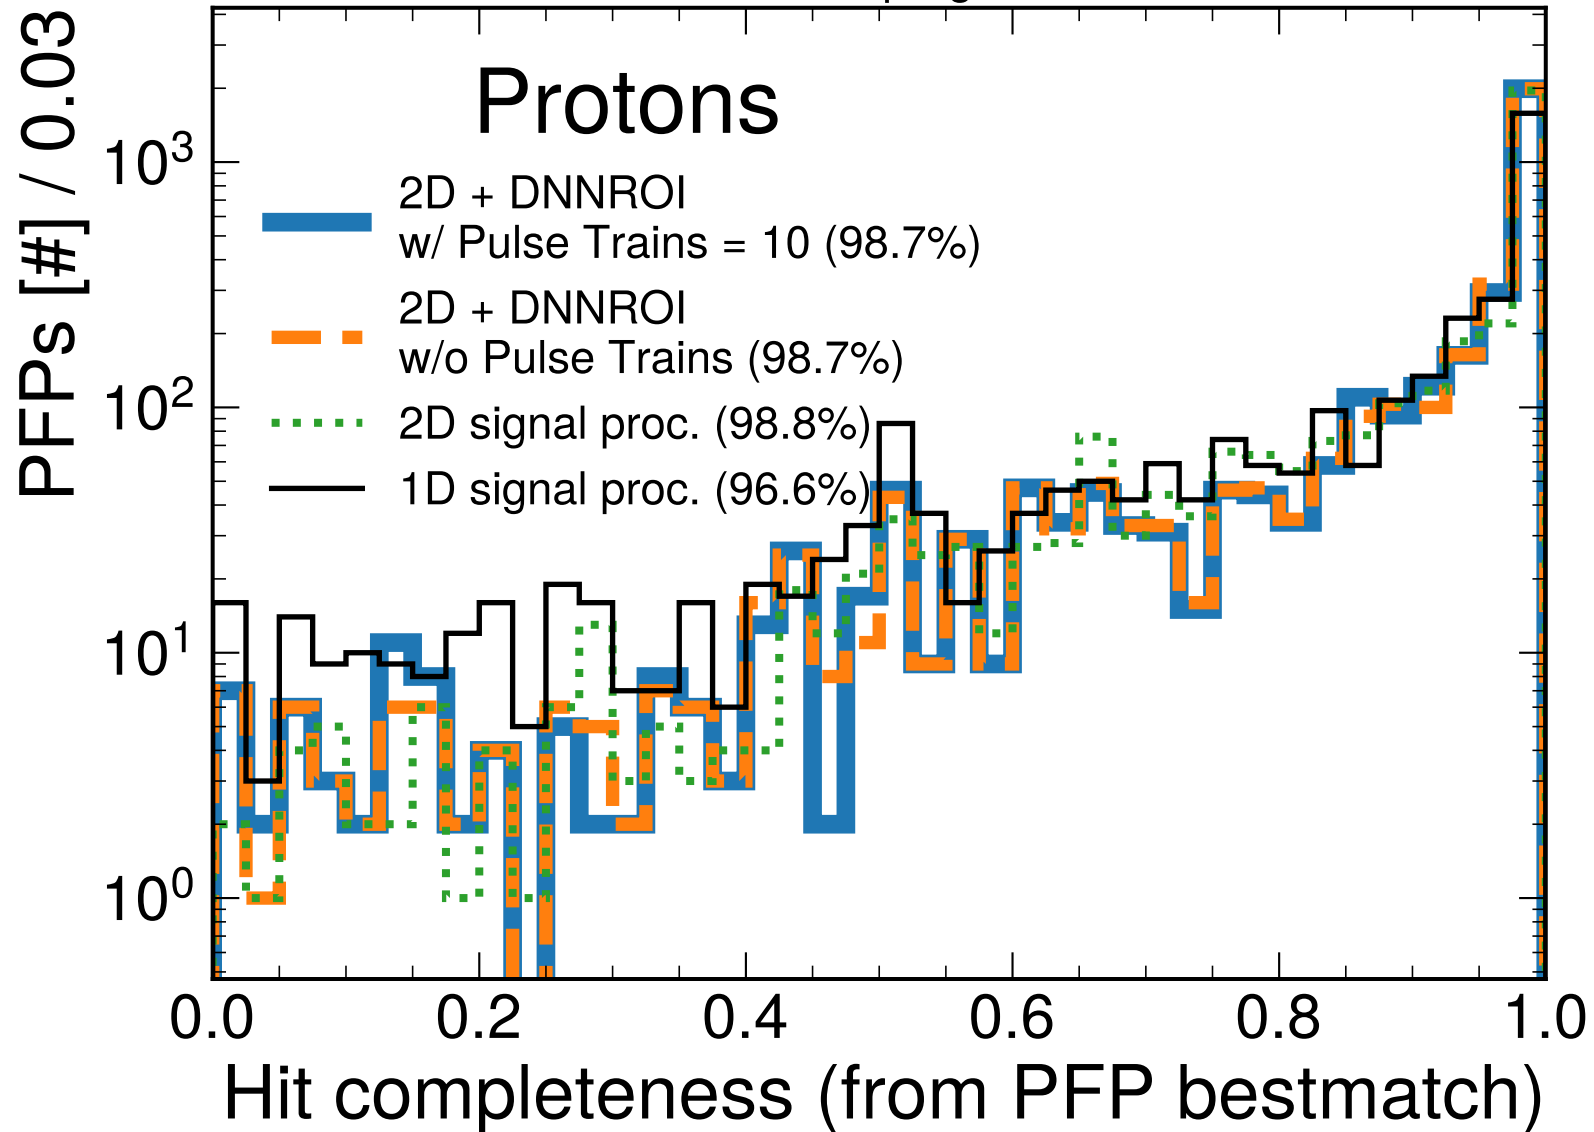 Protons
2D + DNNROI
w/ Pulse Trains = 10 (98.7%)
2D + DNNROI
w/o Pulse Trains (98.7%)
2D signal proc. (98.8%)
1D signal proc. (96.6%)
PFPs [#] / 0.03
10³
10²
10¹
10⁰
0.0 0.2 0.4 0.6 0.8 1.0
Hit completeness (from PFP bestmatch)